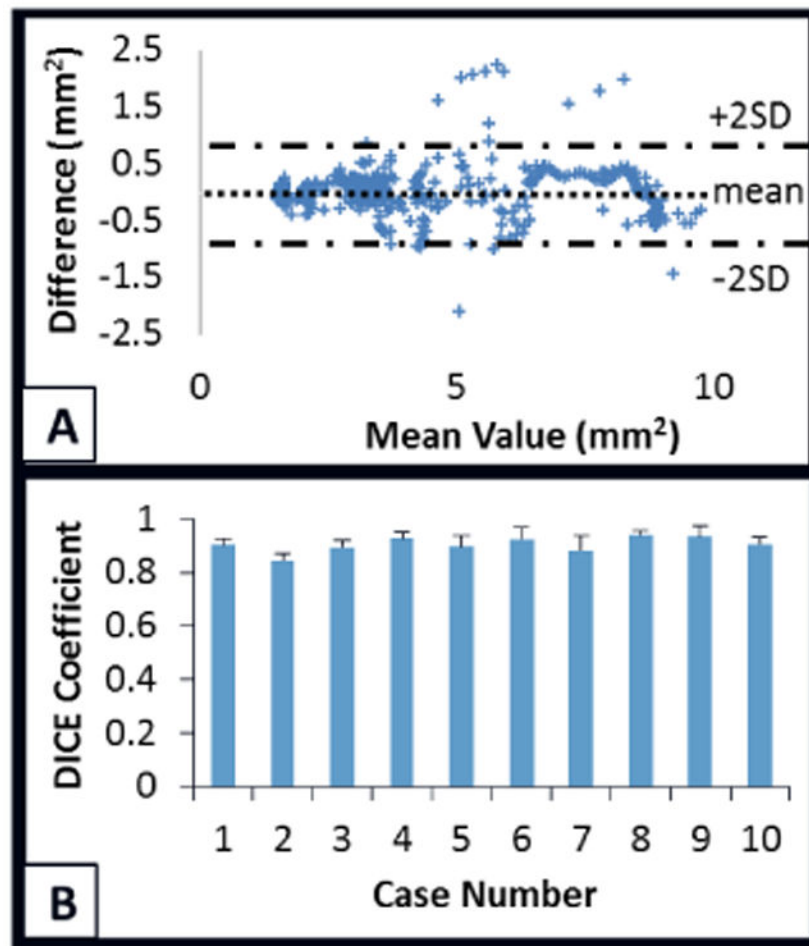 2.5
1.5
0.5
-0.5
-1.5
-2.5
Difference (mm²)
+2SD
mean
-2SD
0 5 10
Mean Value (mm²)
A
1
0.8
0.6
0.4
0.2
0
DICE Coefficient
1 2 3 4 5 6 7 8 9 10
Case Number
B